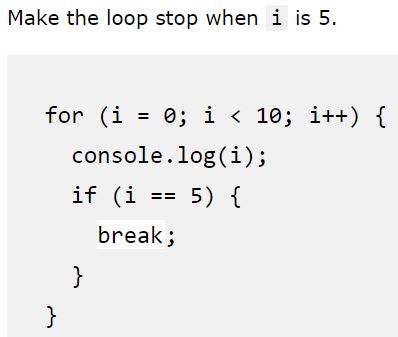 Make the loop stop when i is 5.
for (i = 0; i < 10; i++) {
console.log(i);
if (i == 5) {
break;
}
}